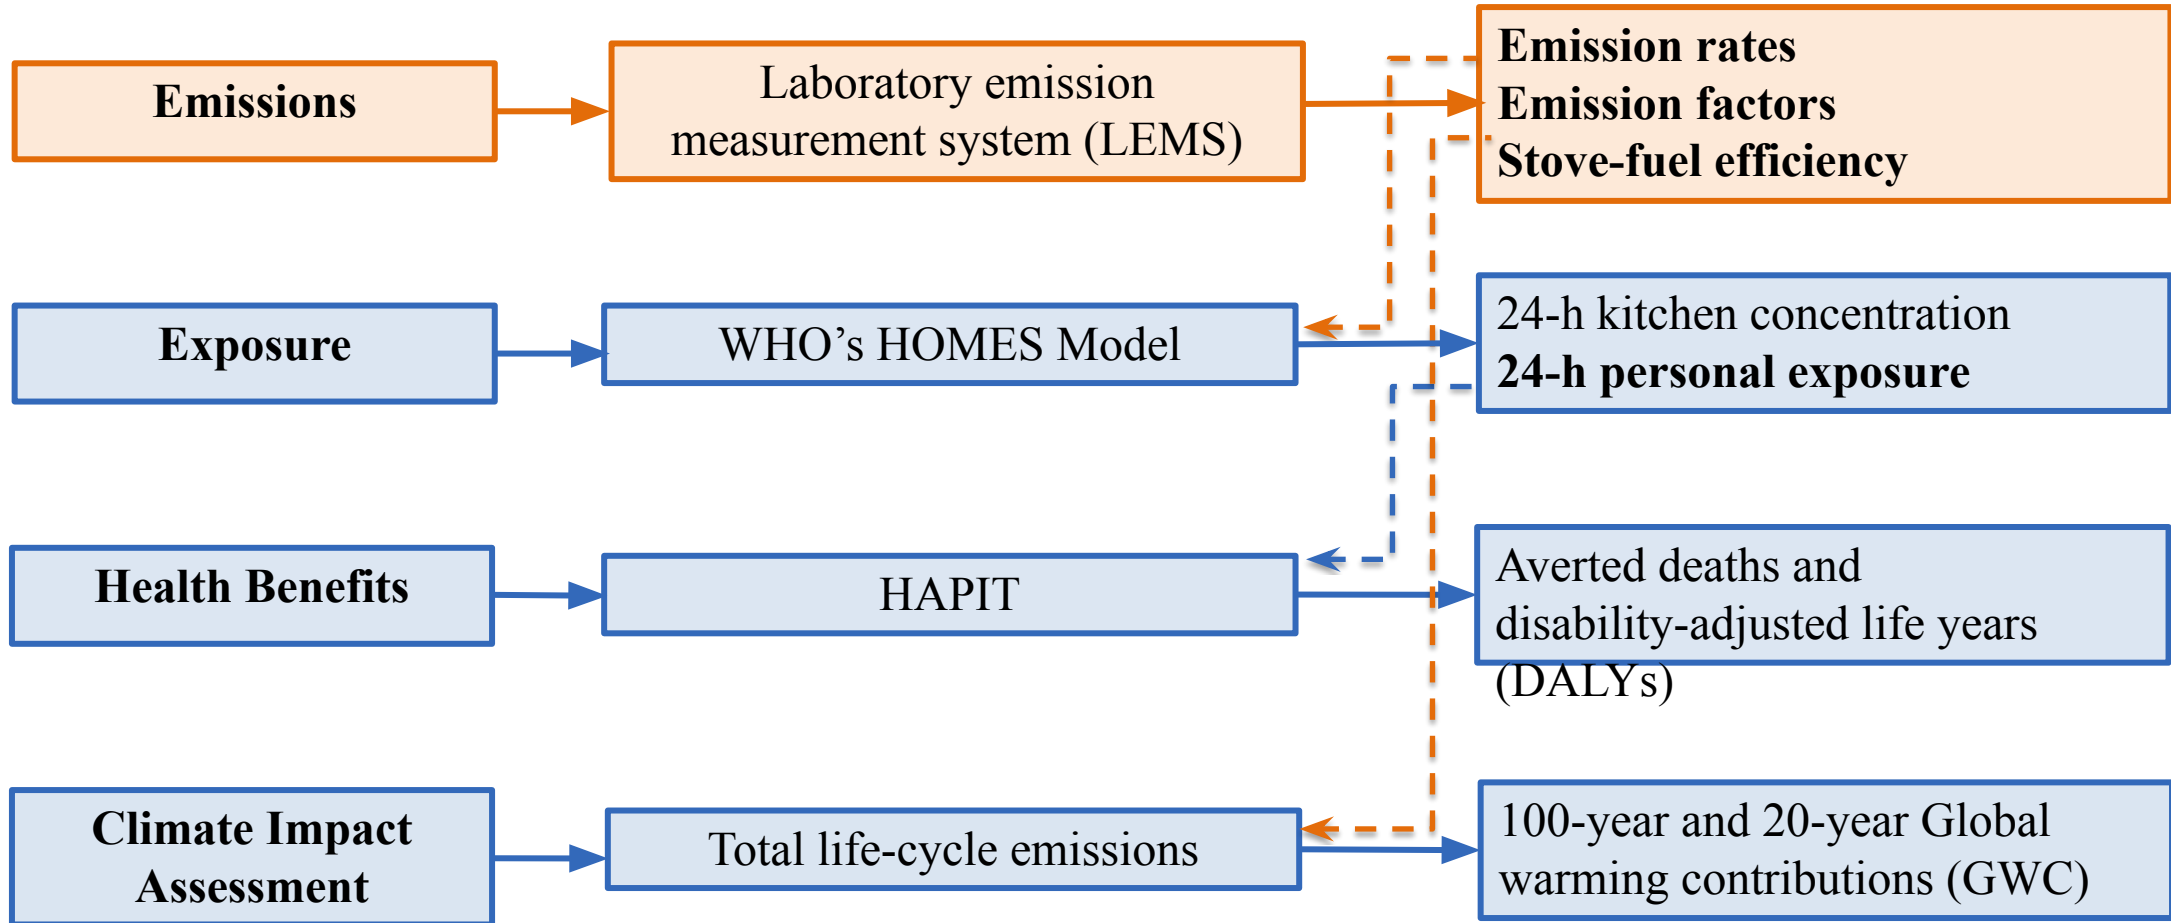 Emissions
Laboratory emission
measurement system (LEMS)
Emission rates
Emission factors
Stove-fuel efficiency
Exposure
WHO's HOMES Model
24-h kitchen concentration
24-h personal exposure
Health Benefits
HAPIT
Averted deaths and
disability-adjusted life years
(DALYs)
Climate Impact
Assessment
Total life-cycle emissions
100-year and 20-year Global
warming contributions (GWC)